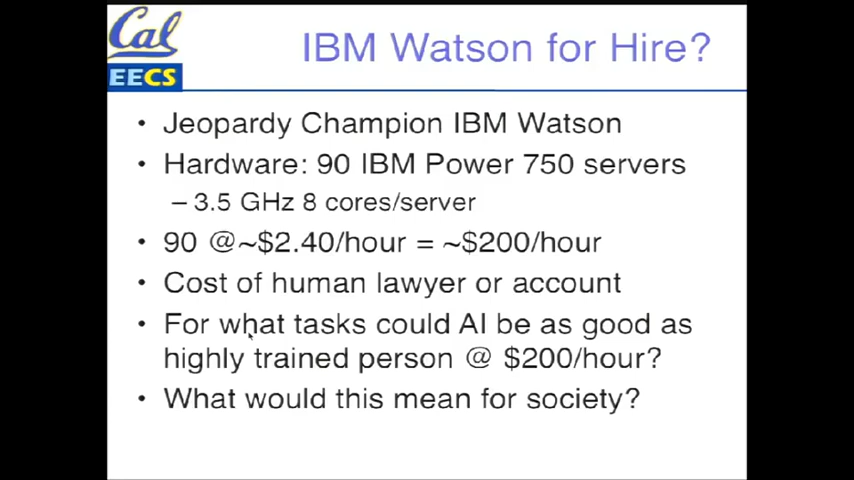 Cal
EECS
IBM Watson for Hire?
• Jeopardy Champion IBM Watson
• Hardware: 90 IBM Power 750 servers
– 3.5 GHz 8 cores/server
• 90 @~$2.40/hour = ~$200/hour
• Cost of human lawyer or account
• For what tasks could AI be as good as
highly trained person @ $200/hour?
• What would this mean for society?